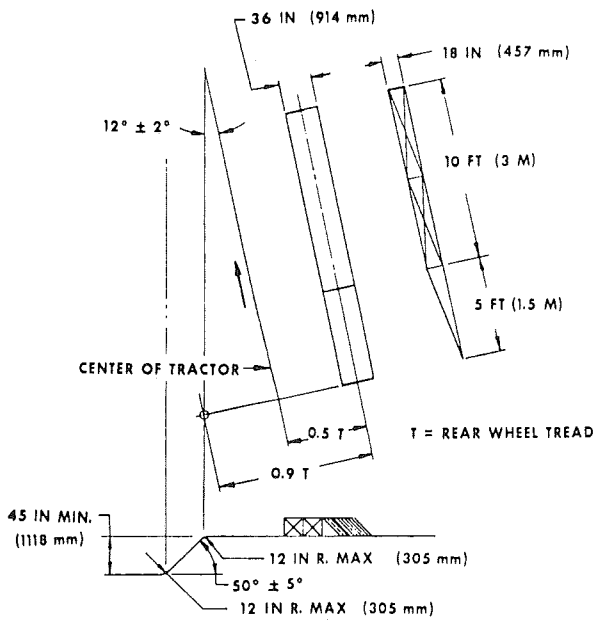 36 IN (914 mm)
18 IN (457 mm)
12° ± 2°
10 FT (3 M)
5 FT (1.5 M)
CENTER OF TRACTOR
0.5 T
T = REAR WHEEL TREAD
0.9 T
45 IN MIN.
(1118 mm)
12 IN R. MAX (305 mm)
50° ± 5°
12 IN R. MAX (305 mm)